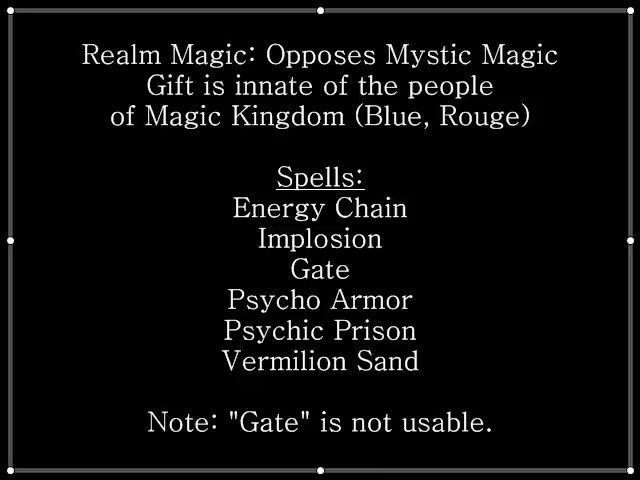 Realm Magic: Opposes Mystic Magic
Gift is innate of the people
of Magic Kingdom (Blue, Rouge)
Spells:
Energy Chain
Implosion
Gate
Psycho Armor
Psychic Prison
Vermilion Sand
Note: "Gate" is not usable.